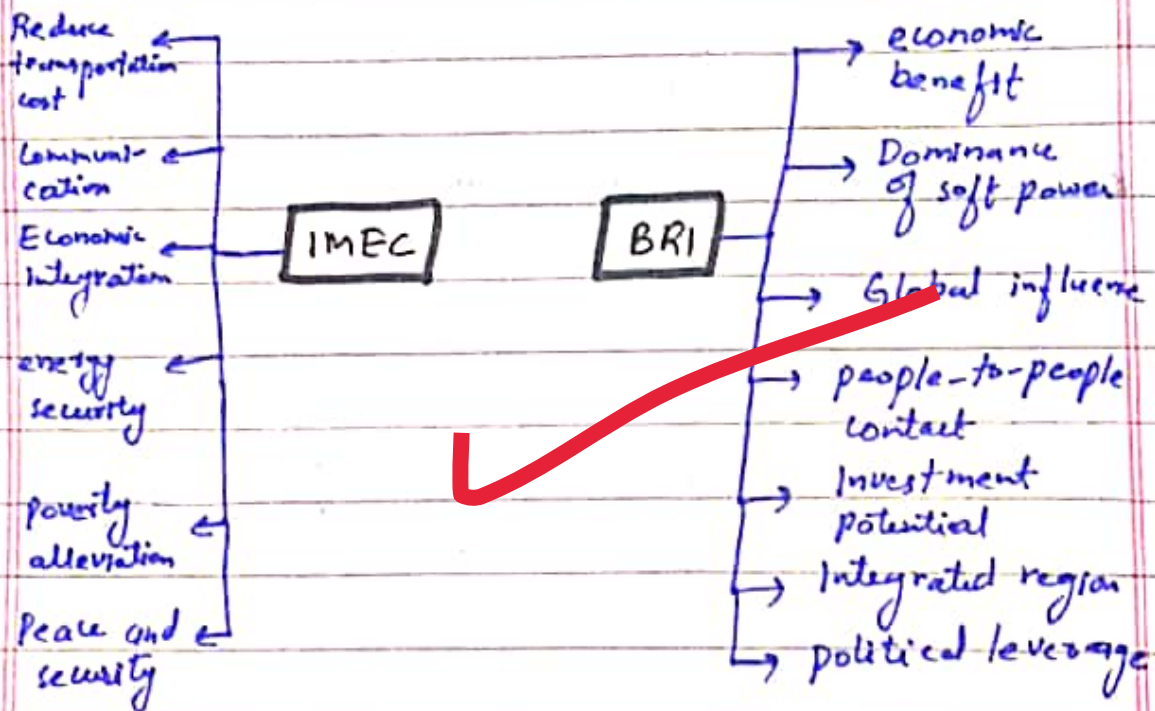 Reduce
transportation
cost
Communi-
cation
Economic
Integration
energy
security
poverty
alleviation
Peace and
security
IMEC
BRI
economic
benefit
Dominance
of soft power
Global influence
people-to-people
contact
Investment
potential
Integrated region
political leverage